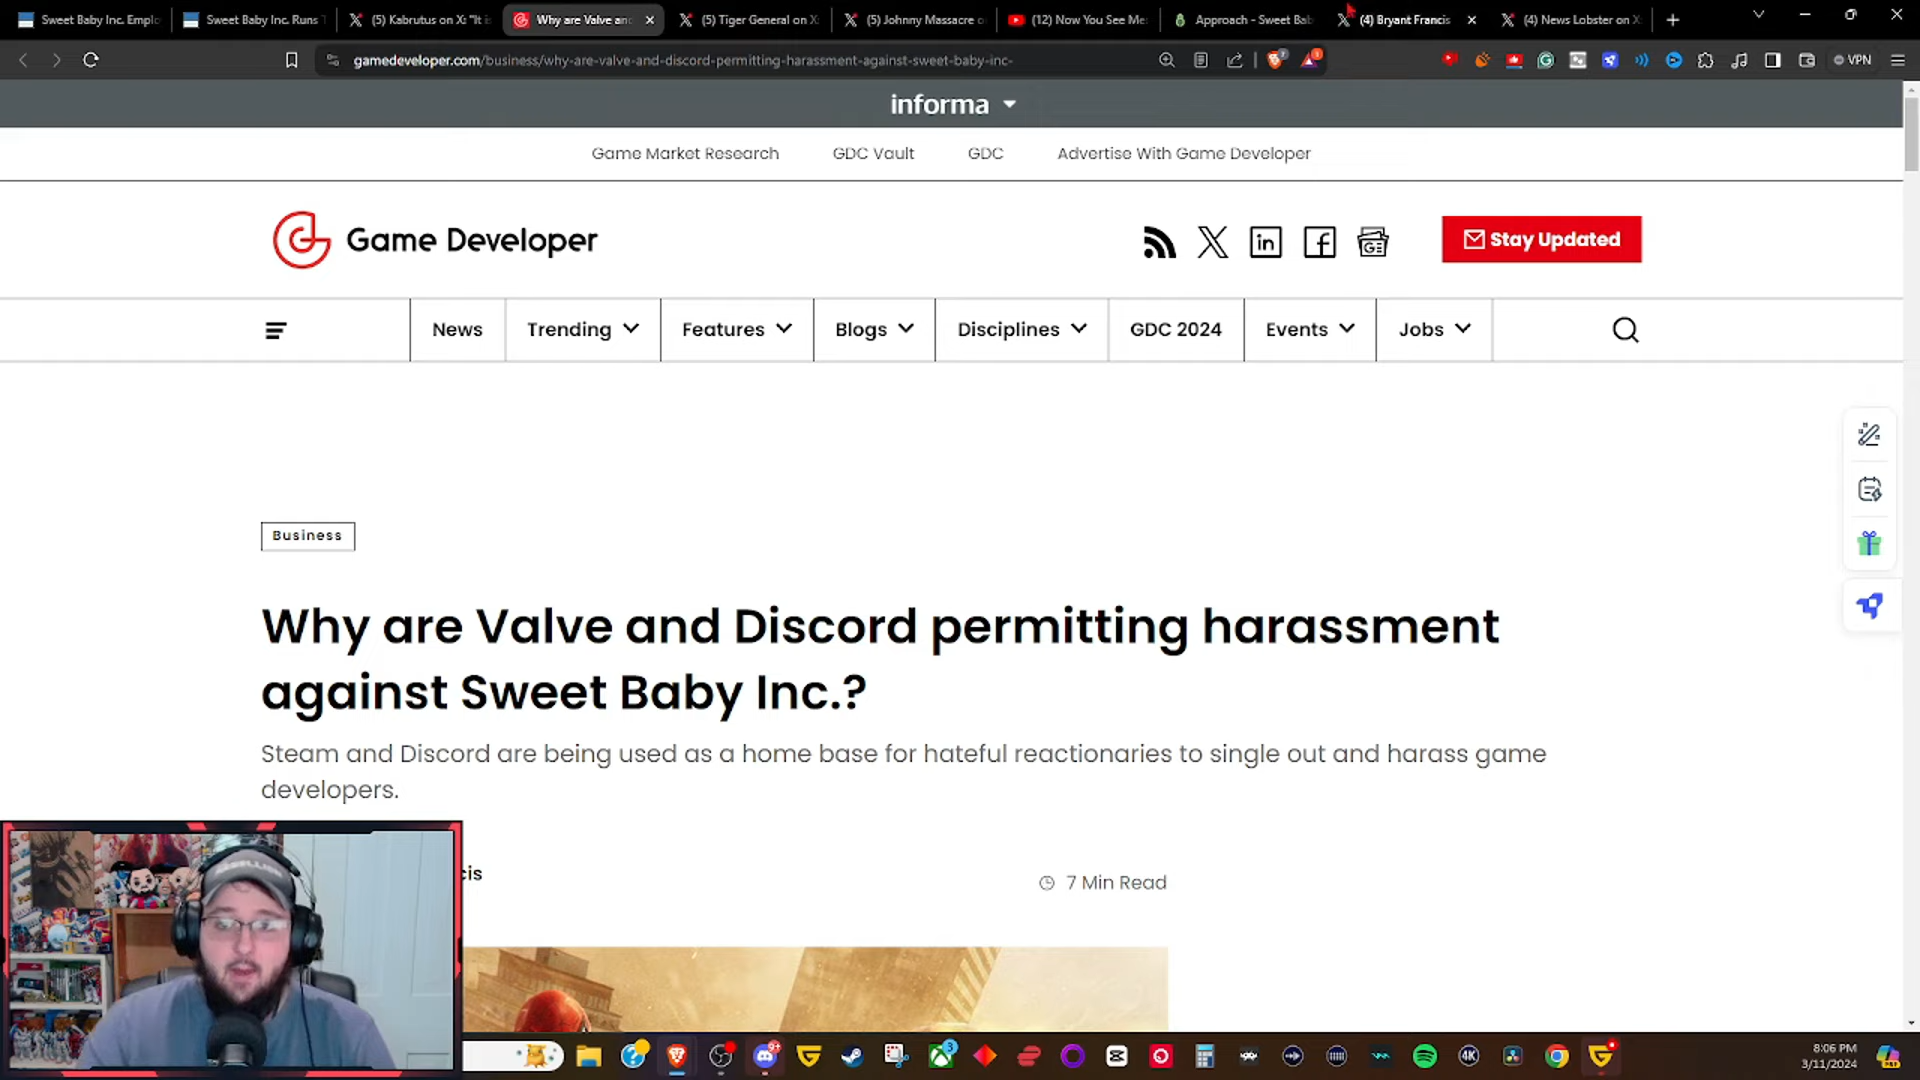 Sweet Baby Inc. Emplo
Sweet Baby Inc. Runs
(5) Kabrutus on X: "It is
Why are Valve and
(5) Tiger General on X:
(5) Johnny Massacre o
(12) Now You See Me
Approach - Sweet Bab
(4) Bryant Francis
(4) News Lobster on X
gamedeveloper.com/business/why-are-valve-and-discord-permitting-harassment-against-sweet-baby-inc-
VPN
informa
Game Market Research
GDC Vault
GDC
Advertise With Game Developer
Game Developer
Stay Updated
News
Trending
Features
Blogs
Disciplines
GDC 2024
Events
Jobs
Business
Why are Valve and Discord permitting harassment
against Sweet Baby Inc.?
Steam and Discord are being used as a home base for hateful reactionaries to single out and harass game
developers.
cis
7 Min Read
8:06 PM
3/11/2024